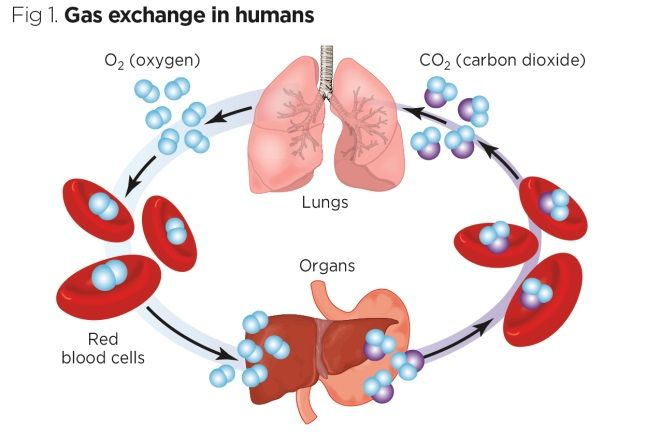 Fig 1. Gas exchange in humans
O₂ (oxygen)
CO₂ (carbon dioxide)
Lungs
Organs
Red
blood cells